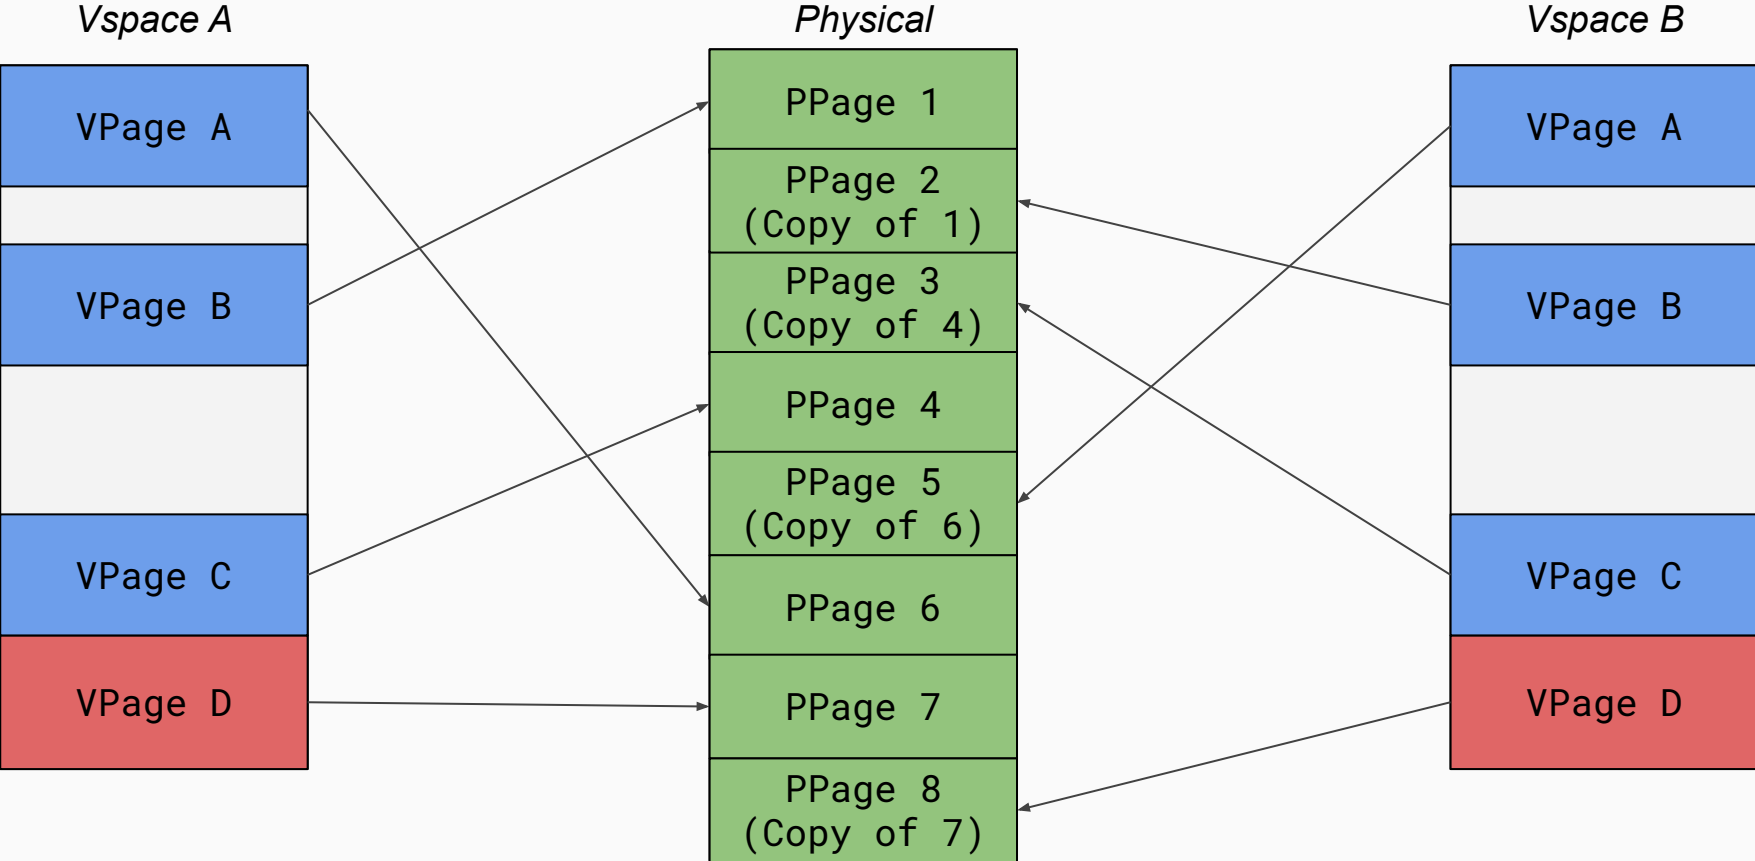 Vspace A
Physical
Vspace B
VPage A
VPage B
VPage C
VPage D
PPage 1
PPage 2
(Copy of 1)
PPage 3
(Copy of 4)
PPage 4
PPage 5
(Copy of 6)
PPage 6
PPage 7
PPage 8
(Copy of 7)
VPage A
VPage B
VPage C
VPage D